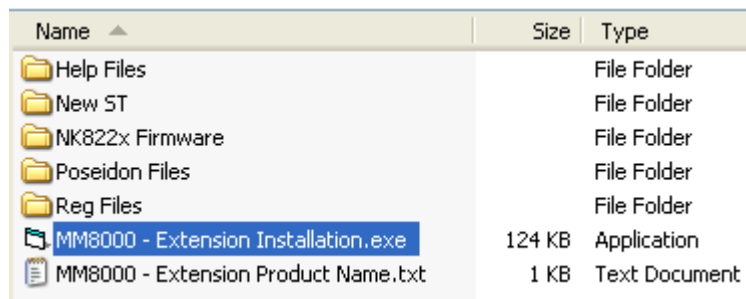 Name Size Type
Help Files File Folder
New ST File Folder
NK822x Firmware File Folder
Poseidon Files File Folder
Reg Files File Folder
MM8000 - Extension Installation.exe 124 KB Application
MM8000 - Extension Product Name.txt 1 KB Text Document